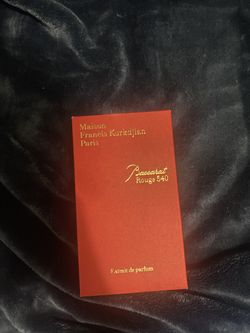 Maison
Francis Kurkdjian
Paris
Baccarat
Rouge 540
Extrait de parfum